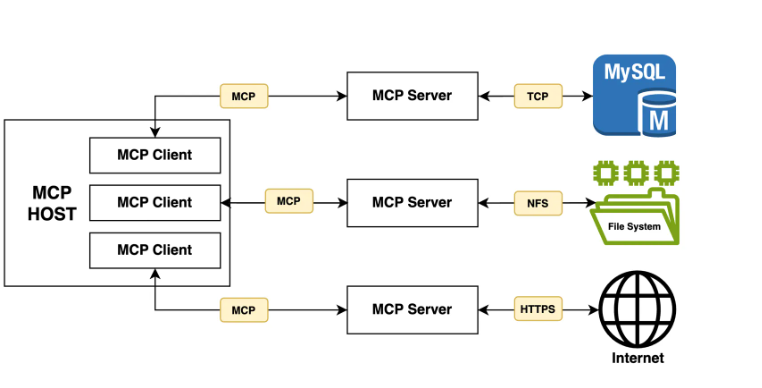 MCP
MCP Server
TCP
MySQL
M
MCP Client
MCP
HOST
MCP Client
MCP
MCP Server
NFS
File System
MCP Client
MCP
MCP Server
HTTPS
Internet